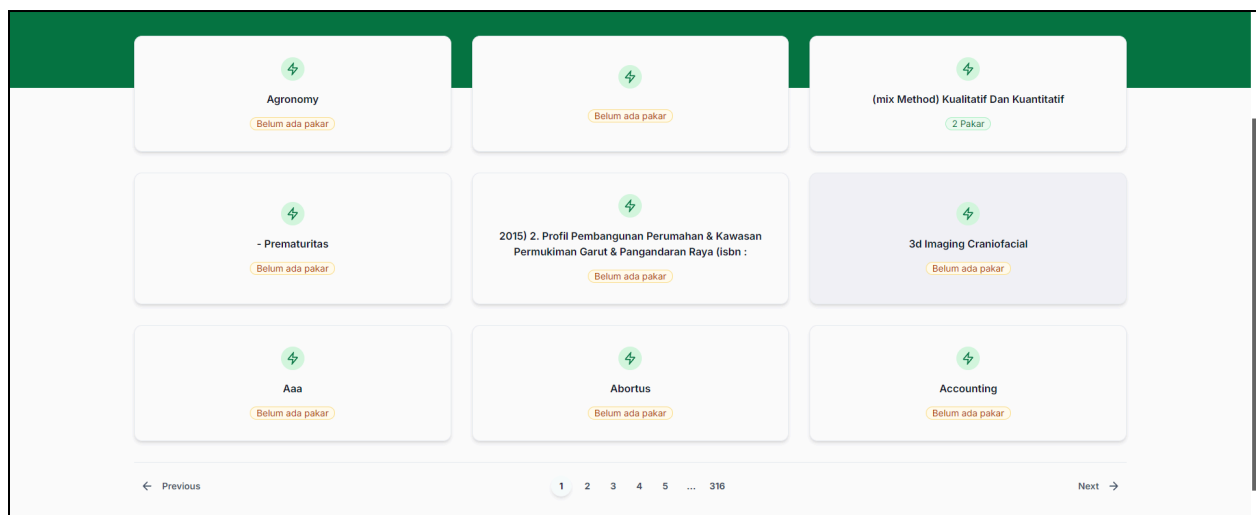 Agronomy
Belum ada pakar
Belum ada pakar
(mix Method) Kualitatif Dan Kuantitatif
2 Pakar
- Prematuritas
Belum ada pakar
2015) 2. Profil Pembangunan Perumahan & Kawasan
Permukiman Garut & Pangandaran Raya (isbn :
Belum ada pakar
3d Imaging Craniofacial
Belum ada pakar
Aaa
Belum ada pakar
Abortus
Belum ada pakar
Accounting
Belum ada pakar
Previous
1 2 3 4 5 ... 316
Next